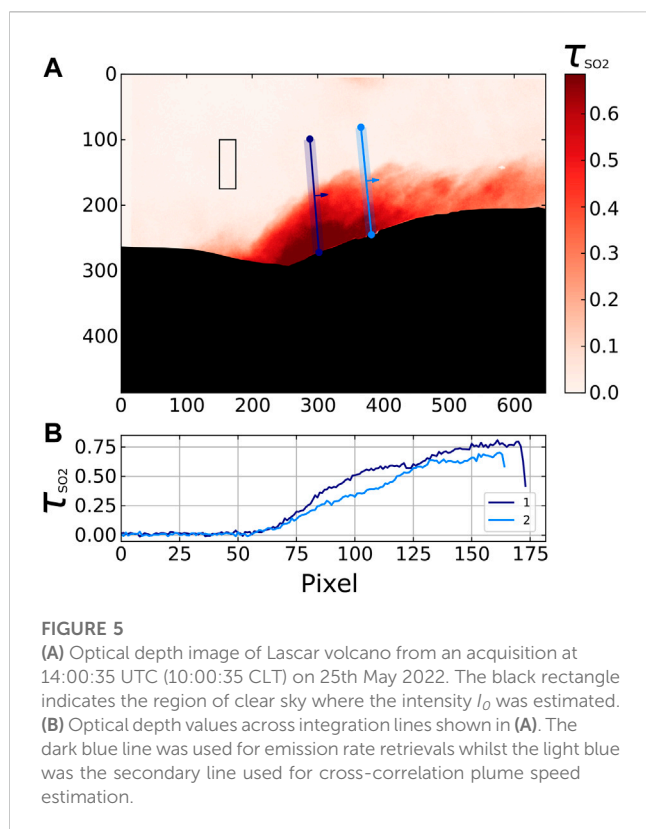 A
τSO2
0
100
200
300
400
0 100 200 300 400 500 600
0.6
0.5
0.4
0.3
0.2
0.1
0.0
B
τSO2
0.75
0.50
0.25
0.00
1
2
0 25 50 75 100 125 150 175
Pixel
FIGURE 5
(A) Optical depth image of Lascar volcano from an acquisition at
14:00:35 UTC (10:00:35 CLT) on 25th May 2022. The black rectangle
indicates the region of clear sky where the intensity I0 was estimated.
(B) Optical depth values across integration lines shown in (A). The
dark blue line was used for emission rate retrievals whilst the light blue
was the secondary line used for cross-correlation plume speed
estimation.